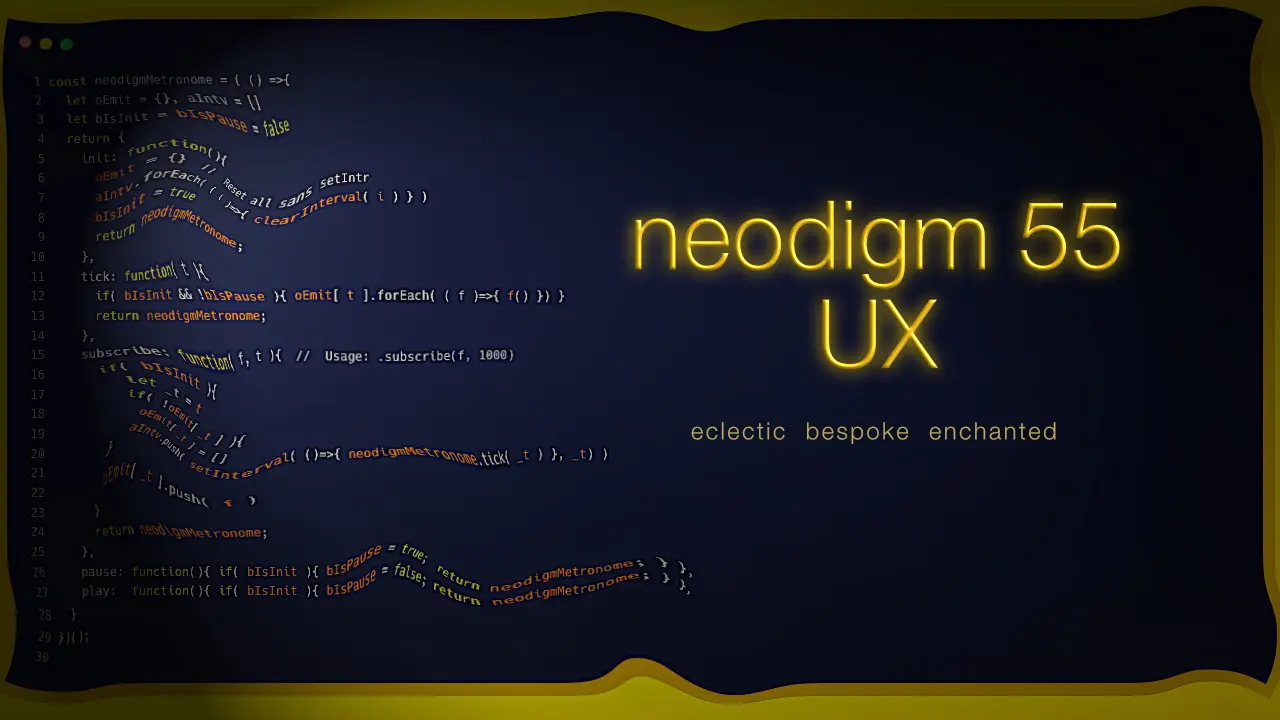 1 const neodigmMetronome = ( () =>{
2 let oEmit = {}, aIntv = []
3 let bIsInit = bIsPause = false
4 return {
5 init: function(){
6 oEmit = {} // Reset all sans setIntr
7 aIntv.forEach( ( i )=>{ clearInterval( i ) } )
8 bIsInit = true
9 return neodigmMetronome;
10 },
11 tick: function( t ){
12 if( bIsInit && !bIsPause ){ oEmit[ t ].forEach( ( f )=>{ f() }) }
13 return neodigmMetronome;
14 },
15 subscribe: function( f, t ){ // Usage: .subscribe(f, 1000)
16 if( bIsInit ){
17 let _t = t
18 if( !oEmit[ _t ] ){
19 oEmit[ _t ] = []
20 aIntv.push( setInterval( ()=>{ neodigmMetronome.tick( _t ) }, _t) )
21 }
22 oEmit[ _t ].push( f )
23 }
24 return neodigmMetronome;
25 },
26 pause: function(){ if( bIsInit ){ bIsPause = true; return neodigmMetronome; } },
27 play: function(){ if( bIsInit ){ bIsPause = false; return neodigmMetronome; } },
28 }
29 })();
30
neodigm 55
UX
eclectic bespoke enchanted